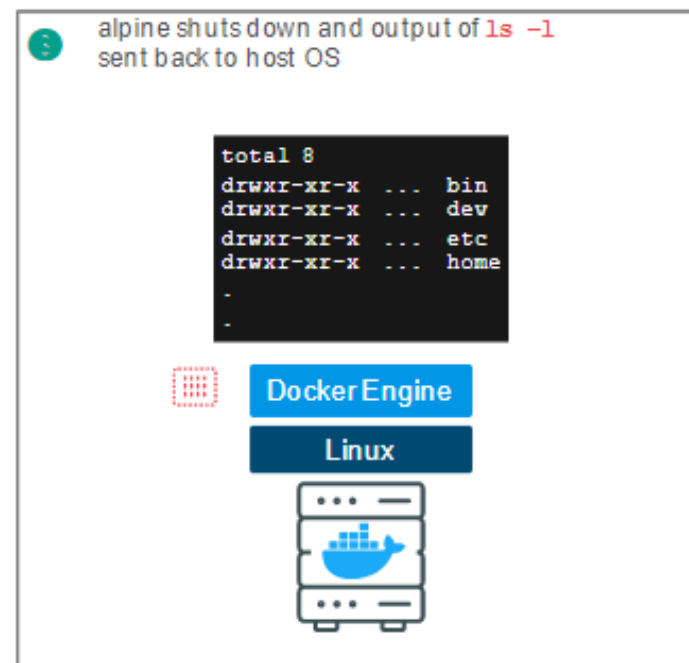 alpine shuts down and output of ls –l
sent back to host OS
total 8
drwxr-xr-x ... bin
drwxr-xr-x ... dev
drwxr-xr-x ... etc
drwxr-xr-x ... home
.
.
Docker Engine
Linux